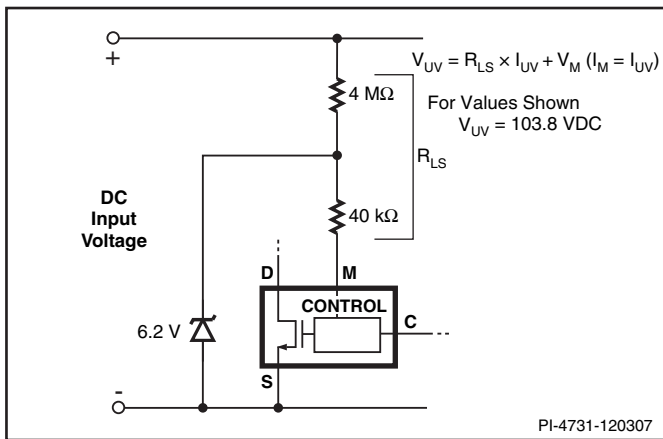 +
V_UV = R_LS × I_UV + V_M (I_M = I_UV)
4 MΩ
For Values Shown
V_UV = 103.8 VDC
R_LS
DC
Input
Voltage
40 kΩ
D
M
CONTROL
C
6.2 V
S
-
PI-4731-120307